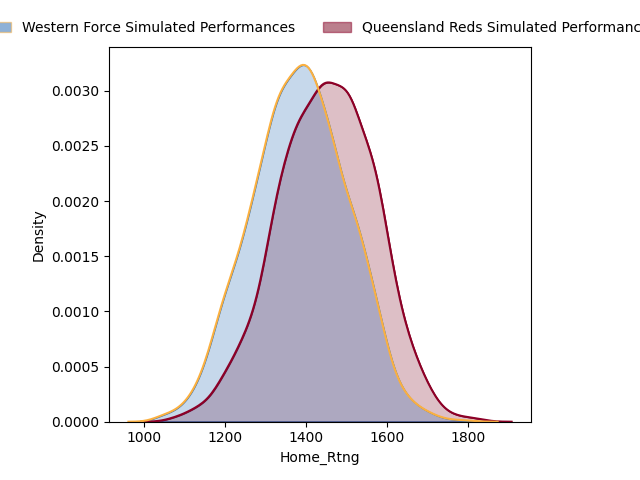 Western Force Simulated Performances Queensland Reds Simulated Performanc
0.0030
0.0025
0.0020
0.0015
0.0010
0.0005
0.0000
Density
1000 1200 1400 1600 1800
Home_Rtng